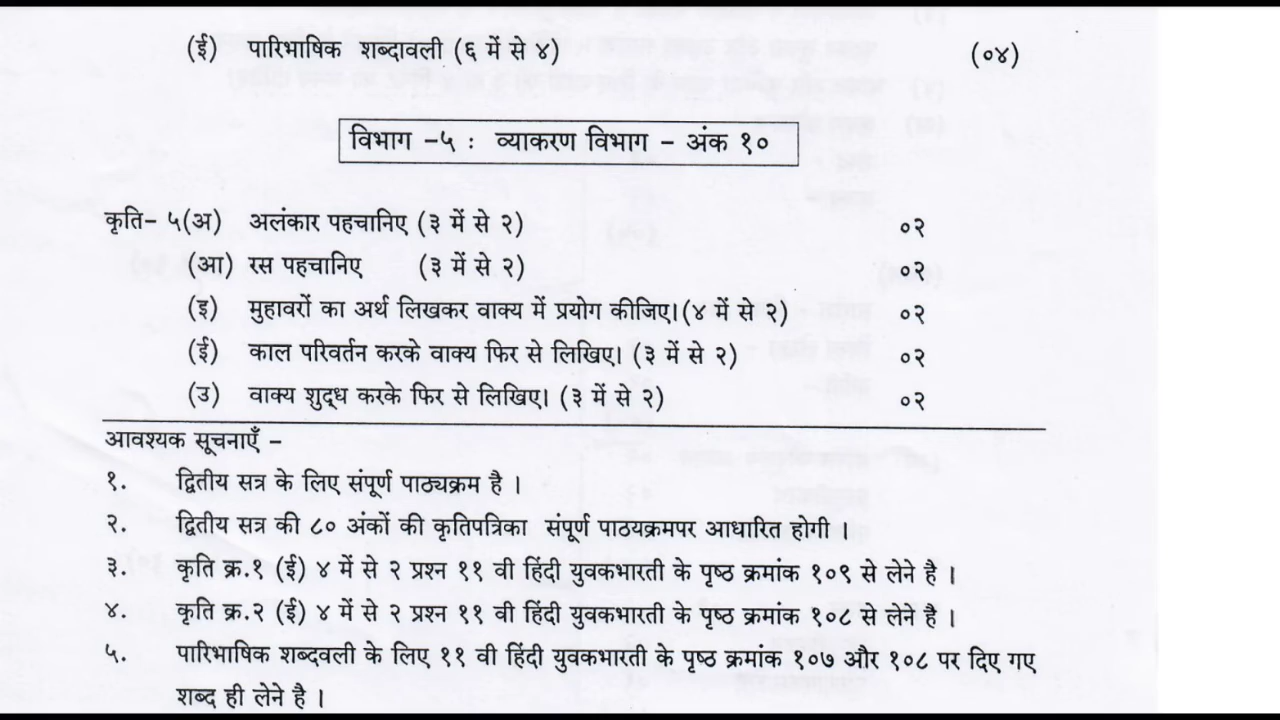 (ई) पारिभाषिक शब्दावली (६ में से ४) (०४)
विभाग -५ : व्याकरण विभाग - अंक १०
कृति- ५(अ) अलंकार पहचानिए (३ में से २) ०२
(आ) रस पहचानिए (३ में से २) ०२
(इ) मुहावरों का अर्थ लिखकर वाक्य में प्रयोग कीजिए।(४ में से २) ०२
(ई) काल परिवर्तन करके वाक्य फिर से लिखिए। (३ में से २) ०२
(उ) वाक्य शुद्ध करके फिर से लिखिए। (३ में से २) ०२
आवश्यक सूचनाएँ -
१. द्वितीय सत्र के लिए संपूर्ण पाठ्यक्रम है ।
२. द्वितीय सत्र की ८० अंकों की कृतिपत्रिका संपूर्ण पाठयक्रमपर आधारित होगी ।
३. कृति क्र.१ (ई) ४ में से २ प्रश्न ११ वी हिंदी युवकभारती के पृष्ठ क्रमांक १०९ से लेने है ।
४. कृति क्र.२ (ई) ४ में से २ प्रश्न ११ वी हिंदी युवकभारती के पृष्ठ क्रमांक १०८ से लेने है ।
५. पारिभाषिक शब्दवली के लिए ११ वी हिंदी युवकभारती के पृष्ठ क्रमांक १०७ और १०८ पर दिए गए
शब्द ही लेने है ।